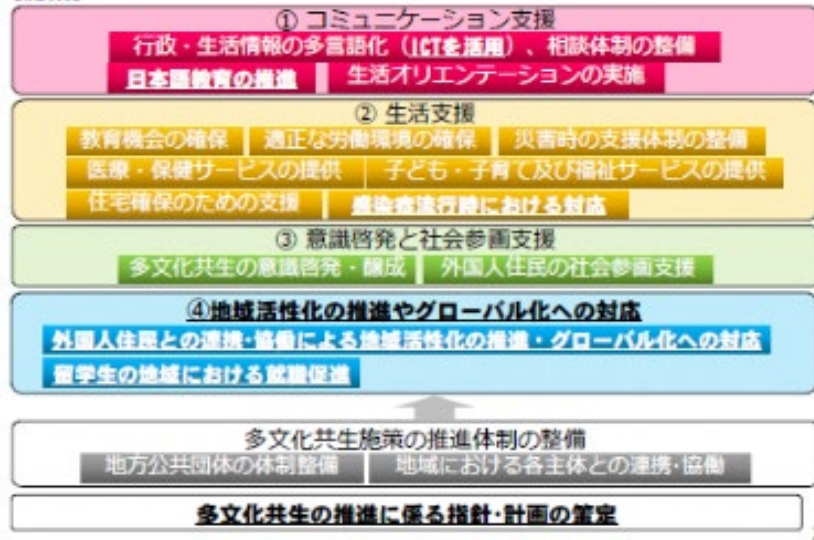 ① コミュニケーション支援
行政・生活情報の多言語化（ICTを活用）、相談体制の整備
日本語教育の推進 生活オリエンテーションの実施
② 生活支援
教育機会の確保 適正な労働環境の確保 災害時の支援体制の整備
医療・保健サービスの提供 子ども・子育て及び福祉サービスの提供
住宅確保のための支援 感染症流行時における対応
③ 意識啓発と社会参画支援
多文化共生の意識啓発・醸成 外国人住民の社会参画支援
④地域活性化の推進やグローバル化への対応
外国人住民との連携・協働による地域活性化の推進・グローバル化への対応
留学生の地域における就職促進
多文化共生施策の推進体制の整備
地方公共団体の体制整備 地域における各主体との連携・協働
多文化共生の推進に係る指針・計画の策定